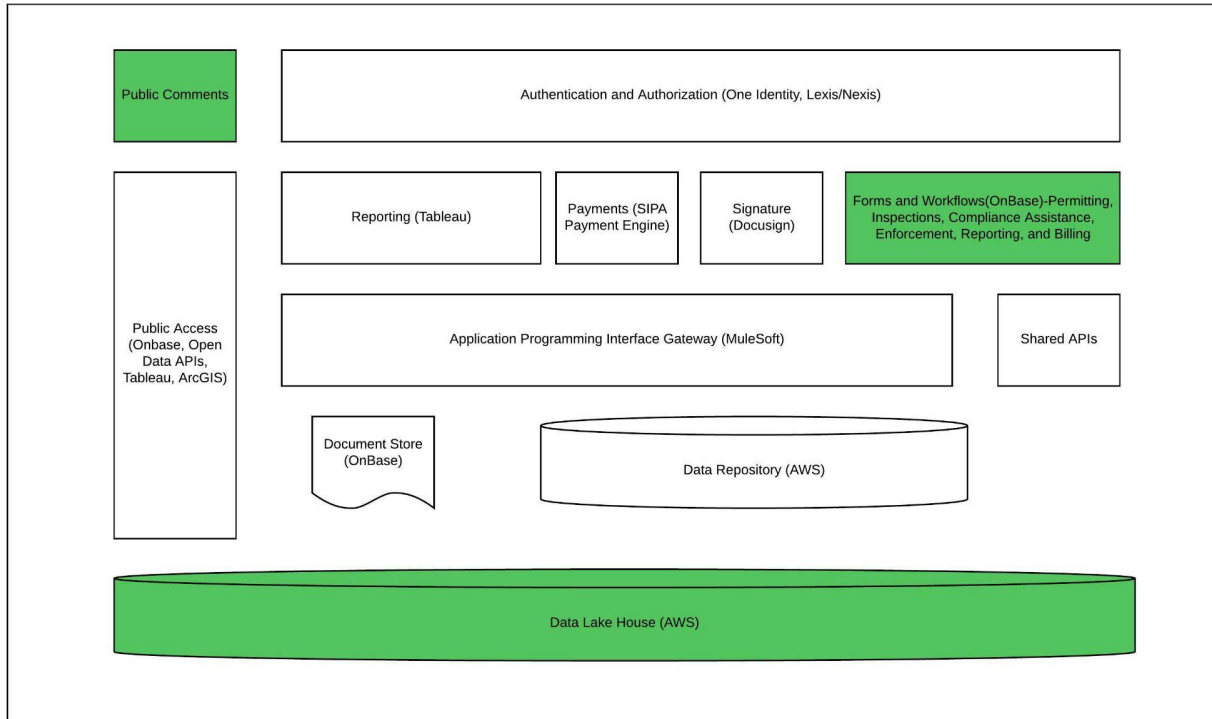 Public Comments
Authentication and Authorization (One Identity, Lexis/Nexis)
Reporting (Tableau)
Payments (SIPA
Payment Engine)
Signature
(Docusign)
Forms and Workflows(OnBase)-Permitting,
Inspections, Compliance Assistance,
Enforcement, Reporting, and Billing
Public Access
(Onbase, Open
Data APIs,
Tableau, ArcGIS)
Application Programming Interface Gateway (MuleSoft)
Shared APIs
Document Store
(OnBase)
Data Repository (AWS)
Data Lake House (AWS)